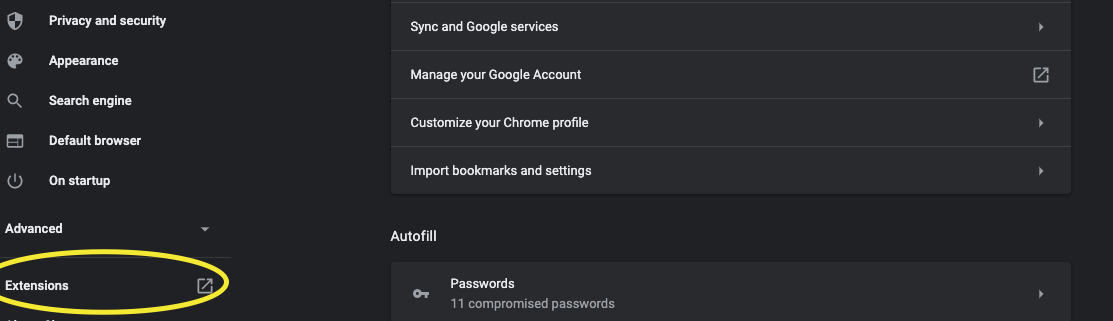 Privacy and security
Appearance
Search engine
Default browser
On startup
Advanced
Extensions
Sync and Google services
Manage your Google Account
Customize your Chrome profile
Import bookmarks and settings
Autofill
Passwords
11 compromised passwords